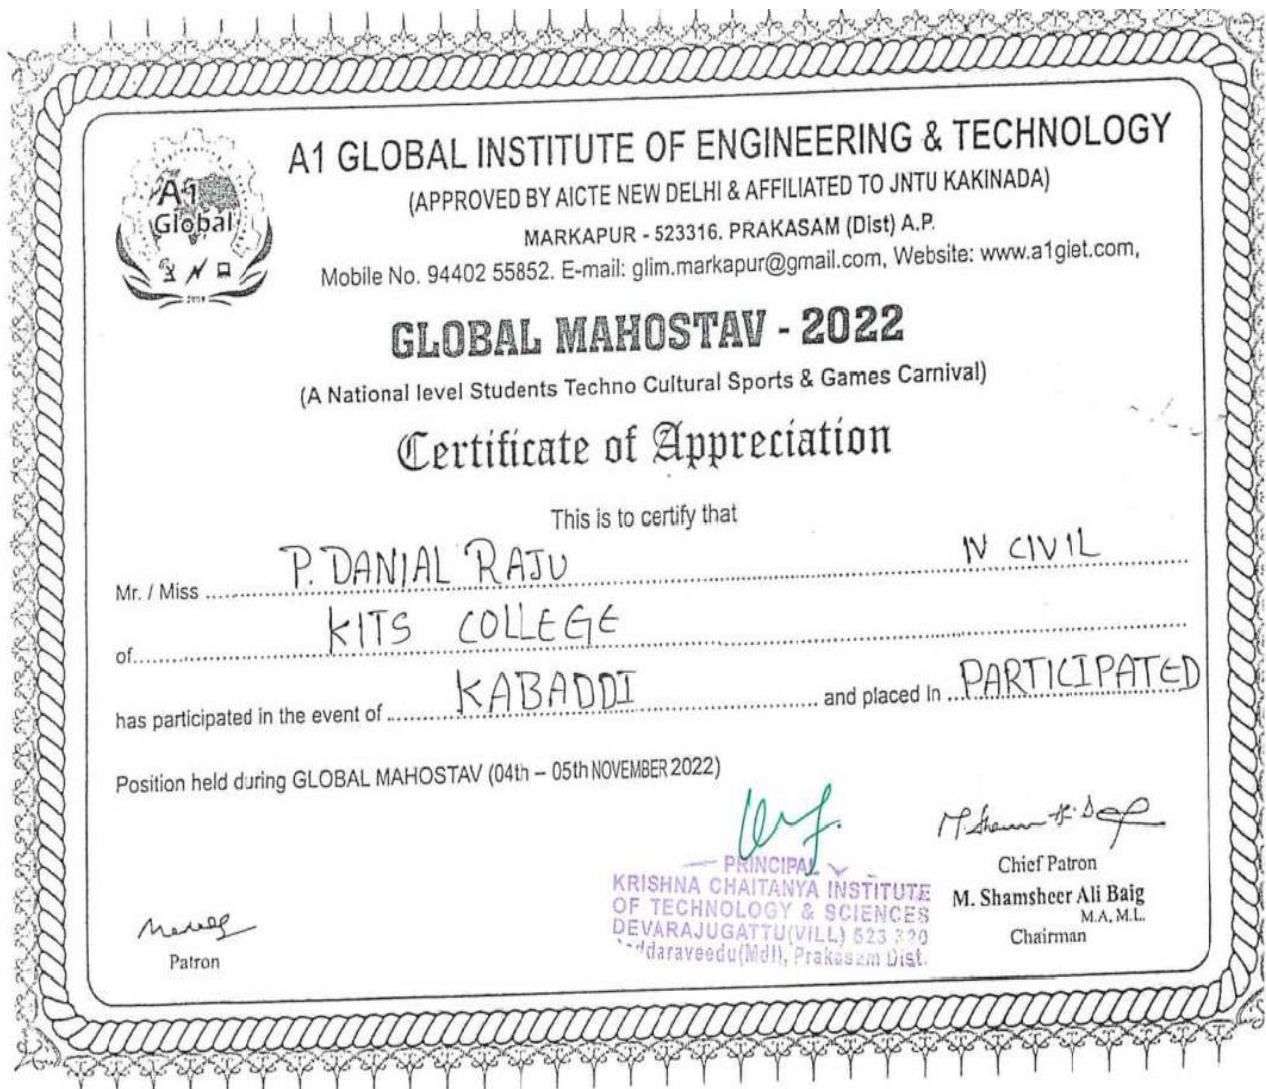 A1 Global
2008
A1 GLOBAL INSTITUTE OF ENGINEERING & TECHNOLOGY
(APPROVED BY AICTE NEW DELHI & AFFILIATED TO JNTU KAKINADA)
MARKAPUR - 523316. PRAKASAM (Dist) A.P.
Mobile No. 94402 55852. E-mail: glim.markapur@gmail.com, Website: www.a1giet.com,
GLOBAL MAHOSTAV - 2022
(A National level Students Techno Cultural Sports & Games Carnival)
Certificate of Appreciation
This is to certify that
Mr. / Miss P. DANIAL RAJU IV CIVIL
of KITS COLLEGE
has participated in the event of KABADDI and placed in PARTICIPATED
Position held during GLOBAL MAHOSTAV (04th – 05th NOVEMBER 2022)
PRINCIPAL
KRISHNA CHAITANYA INSTITUTE
OF TECHNOLOGY & SCIENCES
DEVARAJUGATTU(VILL) 523 320
(Mdl), Prakasam Dist.
Chief Patron
M. Shamsheer Ali Baig
M.A, M.L.
Chairman
Patron